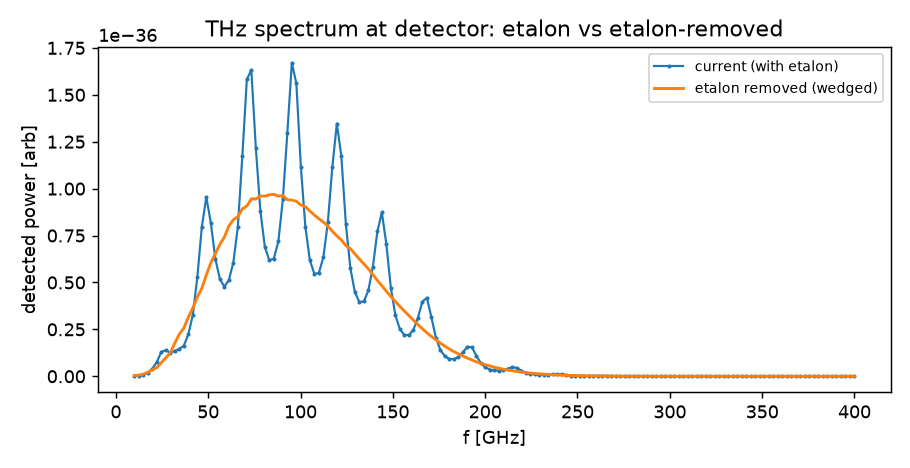 THz spectrum at detector: etalon vs etalon-removed
1e−36
1.75
1.50
1.25
1.00
0.75
0.50
0.25
0.00
detected power [arb]
current (with etalon)
etalon removed (wedged)
0 50 100 150 200 250 300 350 400
f [GHz]